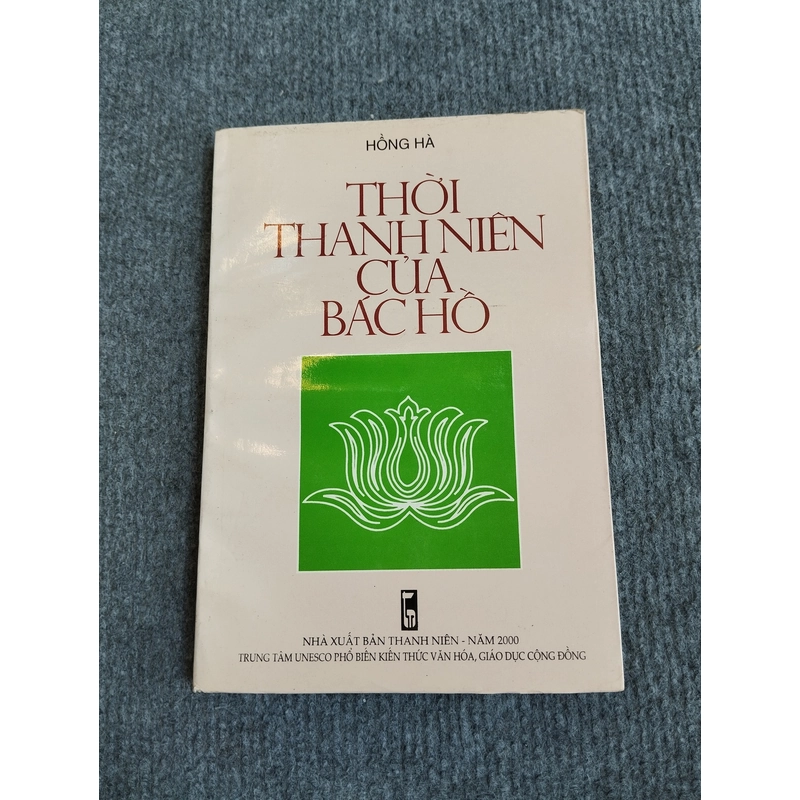 HỒNG HÀ
THỜI
THANH NIÊN
CỦA
BÁC HỒ
NHÀ XUẤT BẢN THANH NIÊN - NĂM 2000
TRUNG TÂM UNESCO PHỔ BIẾN KIẾN THỨC VĂN HÓA, GIÁO DỤC CỘNG ĐỒNG